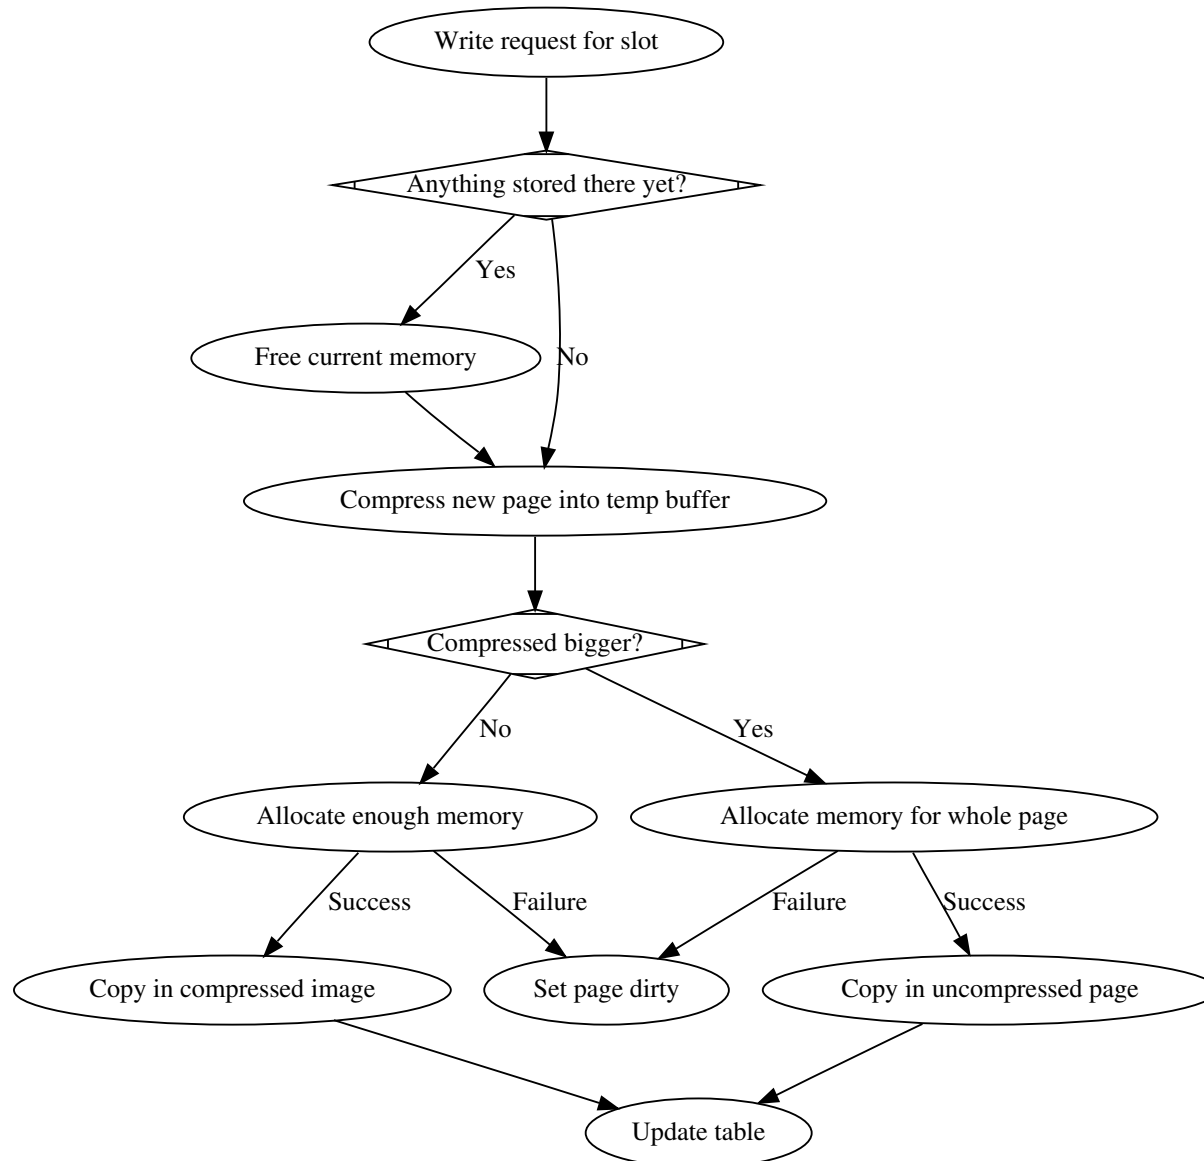 Write request for slot
Anything stored there yet?
Yes
Free current memory
No
Compress new page into temp buffer
Compressed bigger?
No
Yes
Allocate enough memory
Allocate memory for whole page
Success
Failure
Failure
Success
Copy in compressed image
Set page dirty
Copy in uncompressed page
Update table